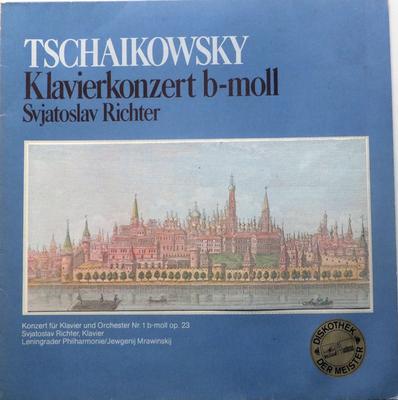 TSCHAIKOWSKY
Klavierkonzert b-moll
Svjatoslav Richter
Konzert für Klavier und Orchester Nr. 1 b-moll op. 23
Svjatoslav Richter, Klavier
Leningrader Philharmonie/Jewgenij Mrawinskij
DISKOTHEK
DER MEISTER